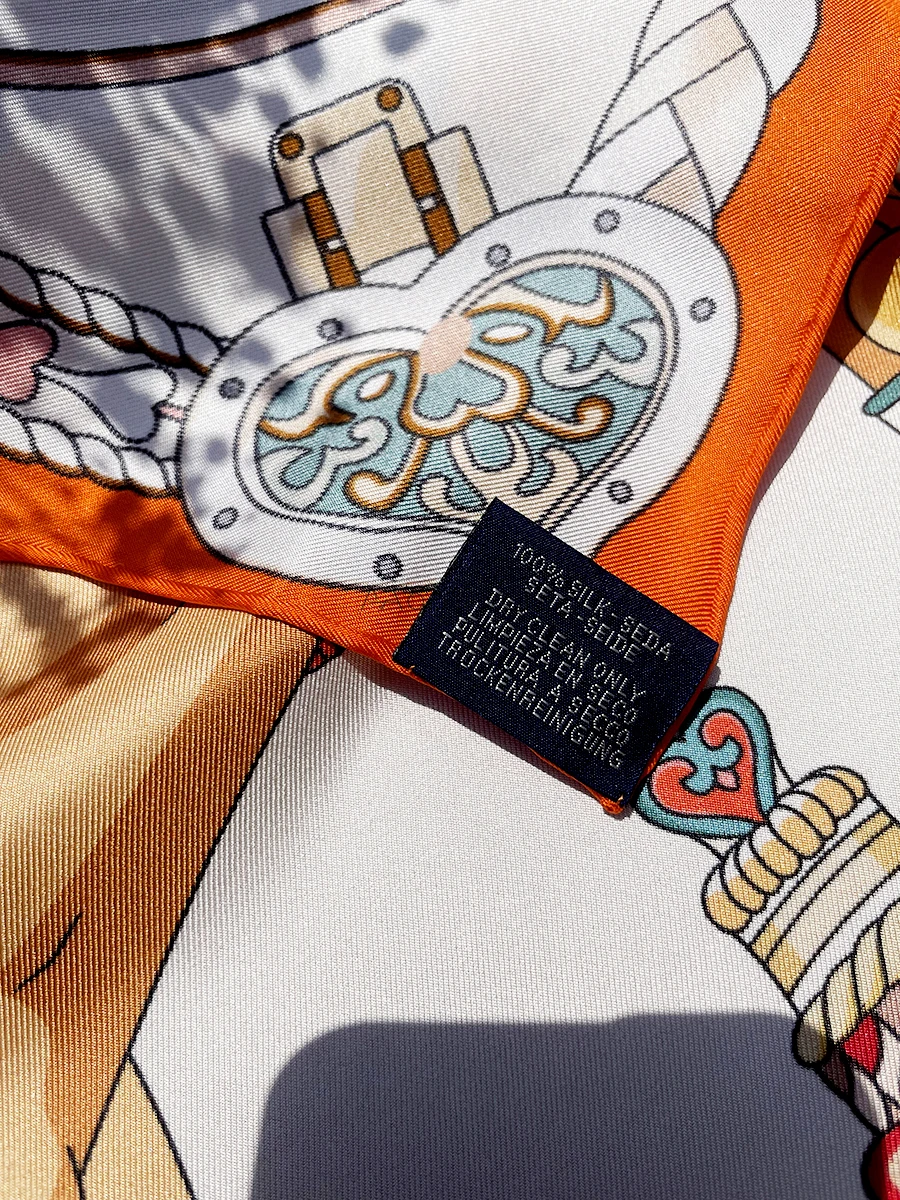 100% SILK - SEDA
SETA-SEIDE
DRY CLEAN ONLY
LIMPIEZA EN SECO
PULITURA A SECCO
TROCKENREINIGUNG